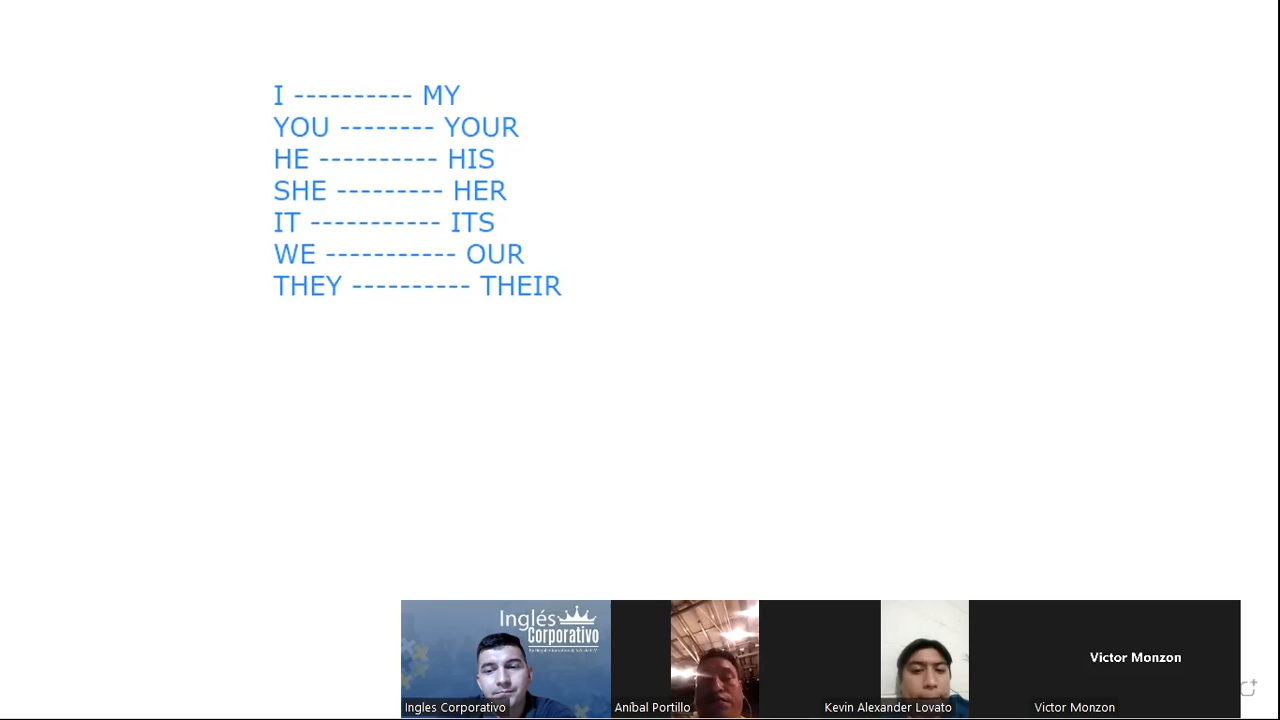 I ---------- MY
YOU -------- YOUR
HE ---------- HIS
SHE --------- HER
IT ----------- ITS
WE ----------- OUR
THEY ---------- THEIR
Inglés
Corporativo
Victor Monzon
Ingles Corporativo
Aníbal Portillo
Kevin Alexander Lovato
Victor Monzon